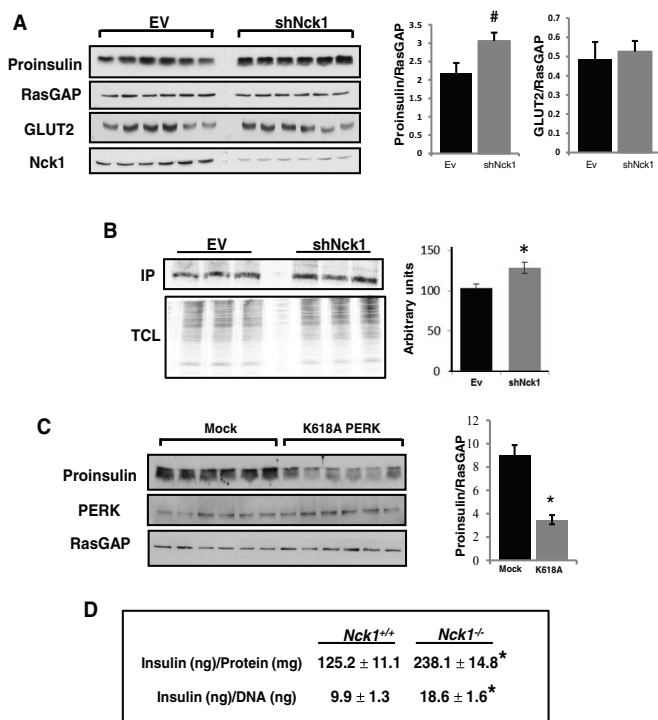 A
EV
shNck1
Proinsulin
RasGAP
GLUT2
Nck1
Proinsulin/RasGAP
3.5
3
2.5
2
1.5
1
0.5
0
#
Ev
shNck1
GLUT2/RasGAP
0.7
0.6
0.5
0.4
0.3
0.2
0.1
0
Ev
shNck1
B
EV
shNck1
IP
TCL
Arbitrary units
150
100
50
0
*
Ev
shNck1
C
Mock
K618A PERK
Proinsulin
PERK
RasGAP
Proinsulin/RasGAP
12
10
8
6
4
2
0
*
Mock
K618A
D
Nck1+/+ Nck1-/-
Insulin (ng)/Protein (mg) 125.2 ± 11.1 238.1 ± 14.8*
Insulin (ng)/DNA (ng) 9.9 ± 1.3 18.6 ± 1.6*